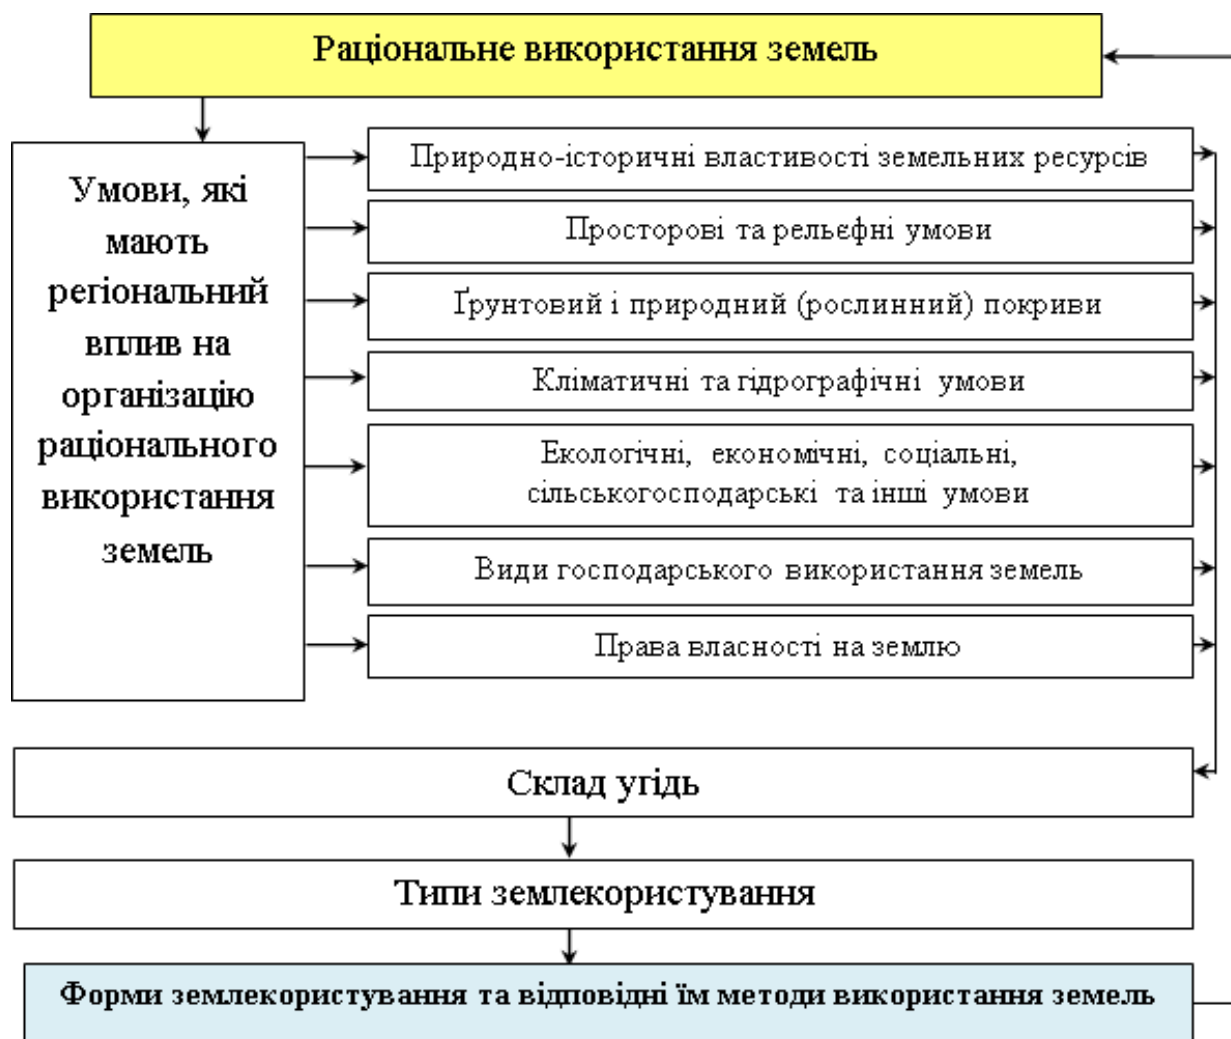 Раціональне використання земель
Умови, які
мають
регіональний
вплив на
організацію
раціонального
використання
земель
Природно-історичні властивості земельних ресурсів
Просторові та рельєфні умови
Ґрунтовий і природний (рослинний) покриви
Кліматичні та гідрографічні умови
Екологічні, економічні, соціальні,
сільськогосподарські та інші умови
Види господарського використання земель
Права власності на землю
Склад угідь
Типи землекористування
Форми землекористування та відповідні їм методи використання земель